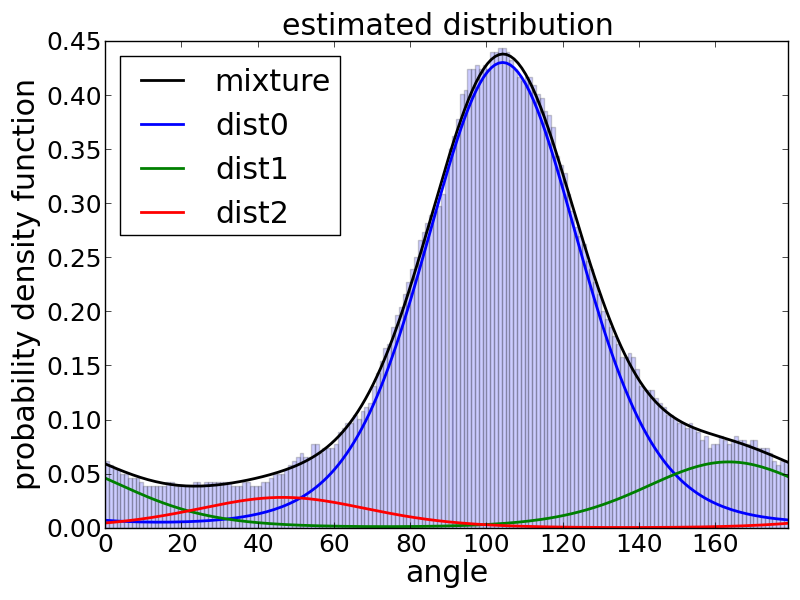 estimated distribution
mixture
dist0
dist1
dist2
probability density function
0.45
0.40
0.35
0.30
0.25
0.20
0.15
0.10
0.05
0.00
0 20 40 60 80 100 120 140 160
angle